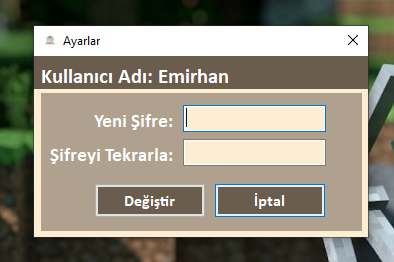 Ayarlar
Kullanıcı Adı: Emirhan
Yeni Şifre:
Şifreyi Tekrarla:
Değiştir İptal